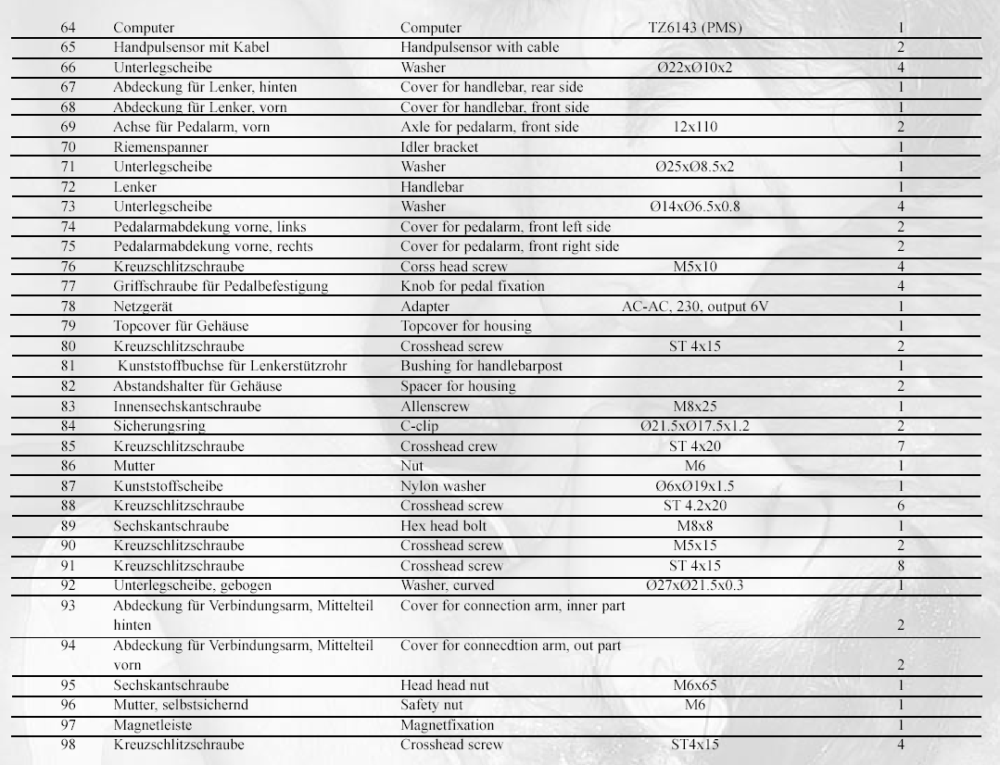 64 Computer Computer TZ6143 (PMS) 1
65 Handpulsensor mit Kabel Handpulsensor with cable 2
66 Unterlegscheibe Washer Ø22xØ10x2 4
67 Abdeckung für Lenker, hinten Cover for handlebar, rear side 1
68 Abdeckung für Lenker, vorn Cover for handlebar, front side 1
69 Achse für Pedalarm, vorn Axle for pedalarm, front side 12x110 2
70 Riemenspanner Idler bracket 1
71 Unterlegscheibe Washer Ø25xØ8.5x2 1
72 Lenker Handlebar 1
73 Unterlegscheibe Washer Ø14xØ6.5x0.8 4
74 Pedalarmabdekung vorne, links Cover for pedalarm, front left side 2
75 Pedalarmabdekung vorne, rechts Cover for pedalarm, front right side 2
76 Kreuzschlitzschraube Corss head screw M5x10 4
77 Griffschraube für Pedalbefestigung Knob for pedal fixation 4
78 Netzgerät Adapter AC-AC, 230, output 6V 1
79 Topcover für Gehäuse Topcover for housing 1
80 Kreuzschlitzschraube Crosshead screw ST 4x15 2
81 Kunststoffbuchse für Lenkerstützrohr Bushing for handlebarpost 1
82 Abstandshalter für Gehäuse Spacer for housing 2
83 Innensechskantschraube Allenscrew M8x25 1
84 Sicherungsring C-clip Ø21.5xØ17.5x1.2 2
85 Kreuzschlitzschraube Crosshead crew ST 4x20 7
86 Mutter Nut M6 1
87 Kunststoffscheibe Nylon washer Ø6xØ19x1.5 1
88 Kreuzschlitzschraube Crosshead screw ST 4.2x20 6
89 Sechskantschraube Hex head bolt M8x8 1
90 Kreuzschlitzschraube Crosshead screw M5x15 2
91 Kreuzschlitzschraube Crosshead screw ST 4x15 8
92 Unterlegscheibe, gebogen Washer, curved Ø27xØ21.5x0.3 1
93 Abdeckung für Verbindungsarm, Mittelteil Cover for connection arm, inner part
hinten 2
94 Abdeckung für Verbindungsarm, Mittelteil Cover for connecdtion arm, out part
vorn 2
95 Sechskantschraube Head head nut M6x65 1
96 Mutter, selbstsichernd Safety nut M6 1
97 Magnetleiste Magnetfixation 1
98 Kreuzschlitzschraube Crosshead screw ST4x15 4